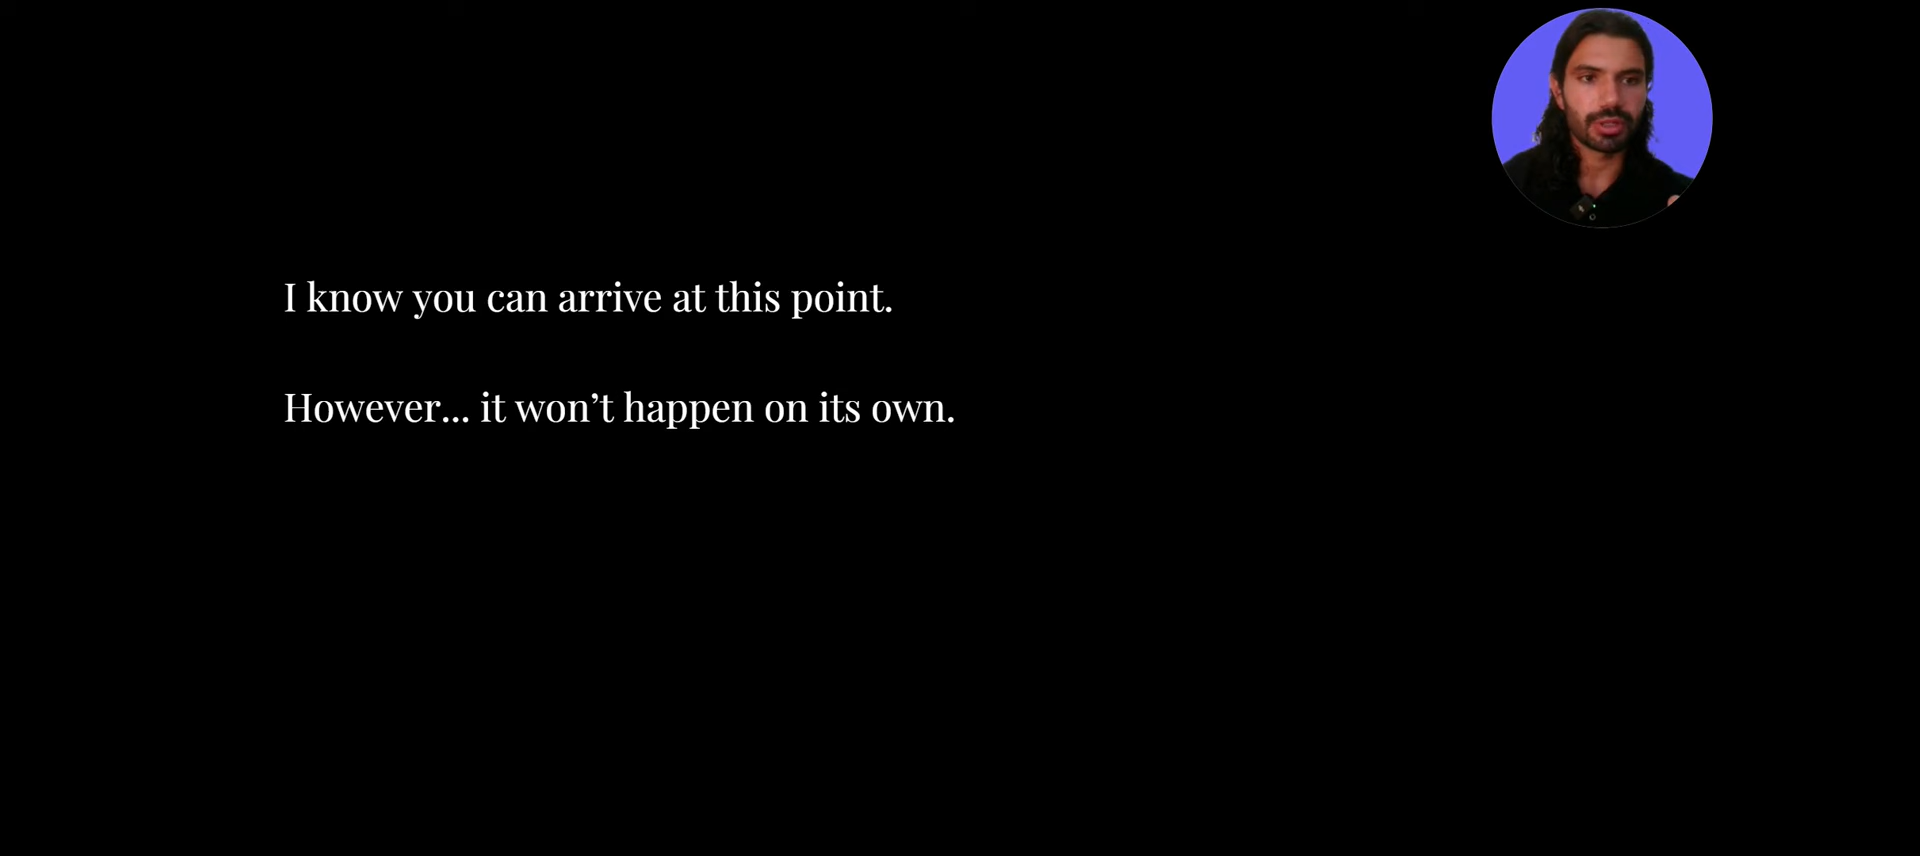 I know you can arrive at this point.
However... it won’t happen on its own.